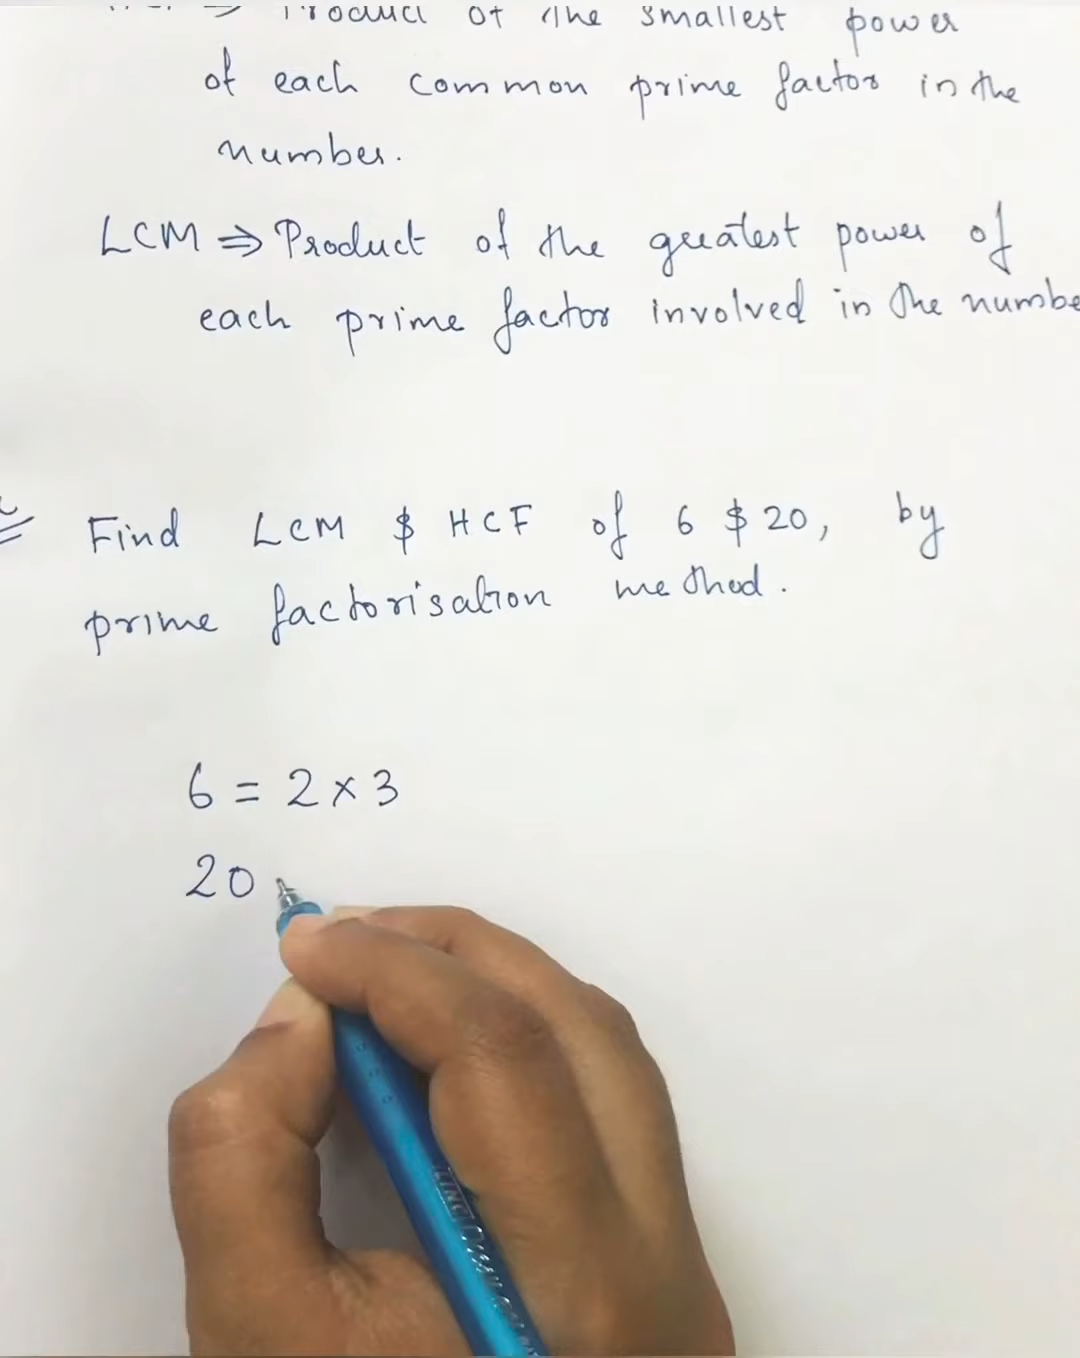 Product of the smallest power
of each common prime factor in the
number.
LCM ⇒ Product of the greatest power of
each prime factor involved in the numbe
Find LCM $ HCF of 6 $ 20, by
prime factorisation method.
6 = 2 × 3
20